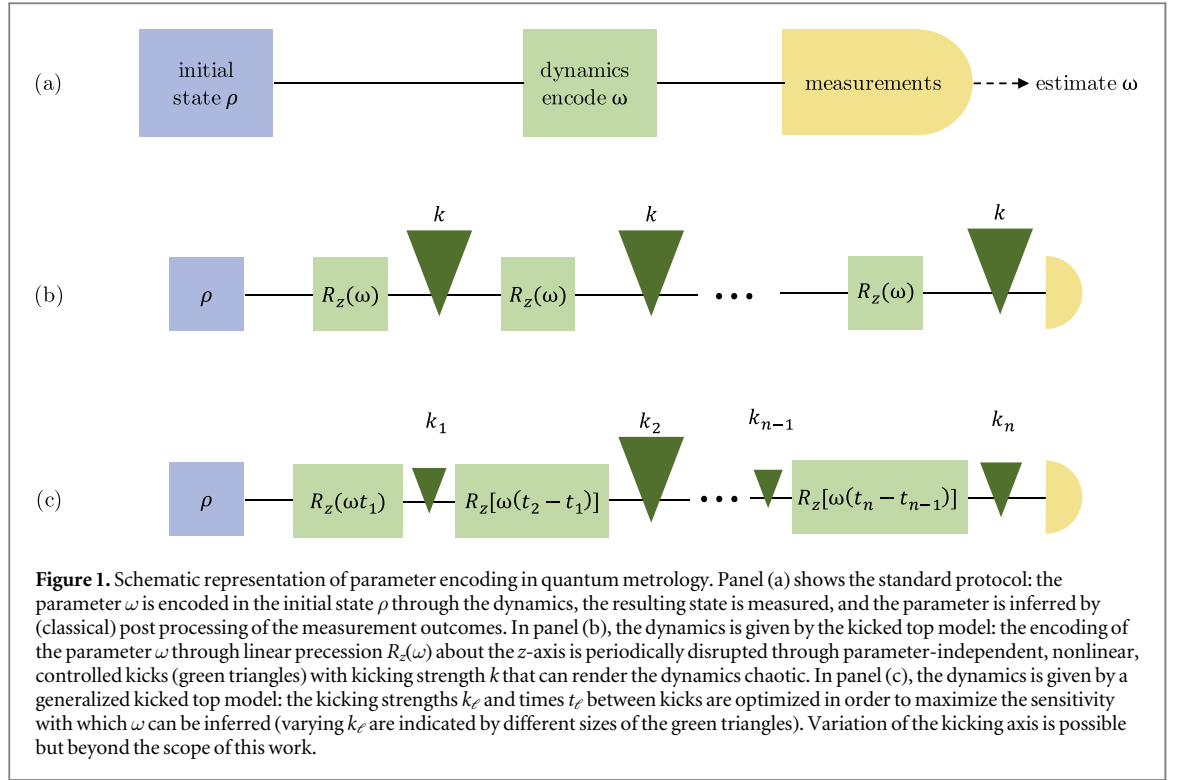 (a)
initial
state ρ
dynamics
encode ω
measurements
estimate ω
(b)
ρ
R_z(ω)
k
R_z(ω)
k
• • •
R_z(ω)
k
(c)
ρ
R_z(ωt_1)
k_1
R_z[ω(t_2 − t_1)]
k_2
• • •
k_{n−1}
R_z[ω(t_n − t_{n−1})]
k_n
Figure 1. Schematic representation of parameter encoding in quantum metrology. Panel (a) shows the standard protocol: the
parameter ω is encoded in the initial state ρ through the dynamics, the resulting state is measured, and the parameter is inferred by
(classical) post processing of the measurement outcomes. In panel (b), the dynamics is given by the kicked top model: the encoding of
the parameter ω through linear precession R_z(ω) about the z-axis is periodically disrupted through parameter-independent, nonlinear,
controlled kicks (green triangles) with kicking strength k that can render the dynamics chaotic. In panel (c), the dynamics is given by a
generalized kicked top model: the kicking strengths k_ℓ and times t_ℓ between kicks are optimized in order to maximize the sensitivity
with which ω can be inferred (varying k_ℓ are indicated by different sizes of the green triangles). Variation of the kicking axis is possible
but beyond the scope of this work.